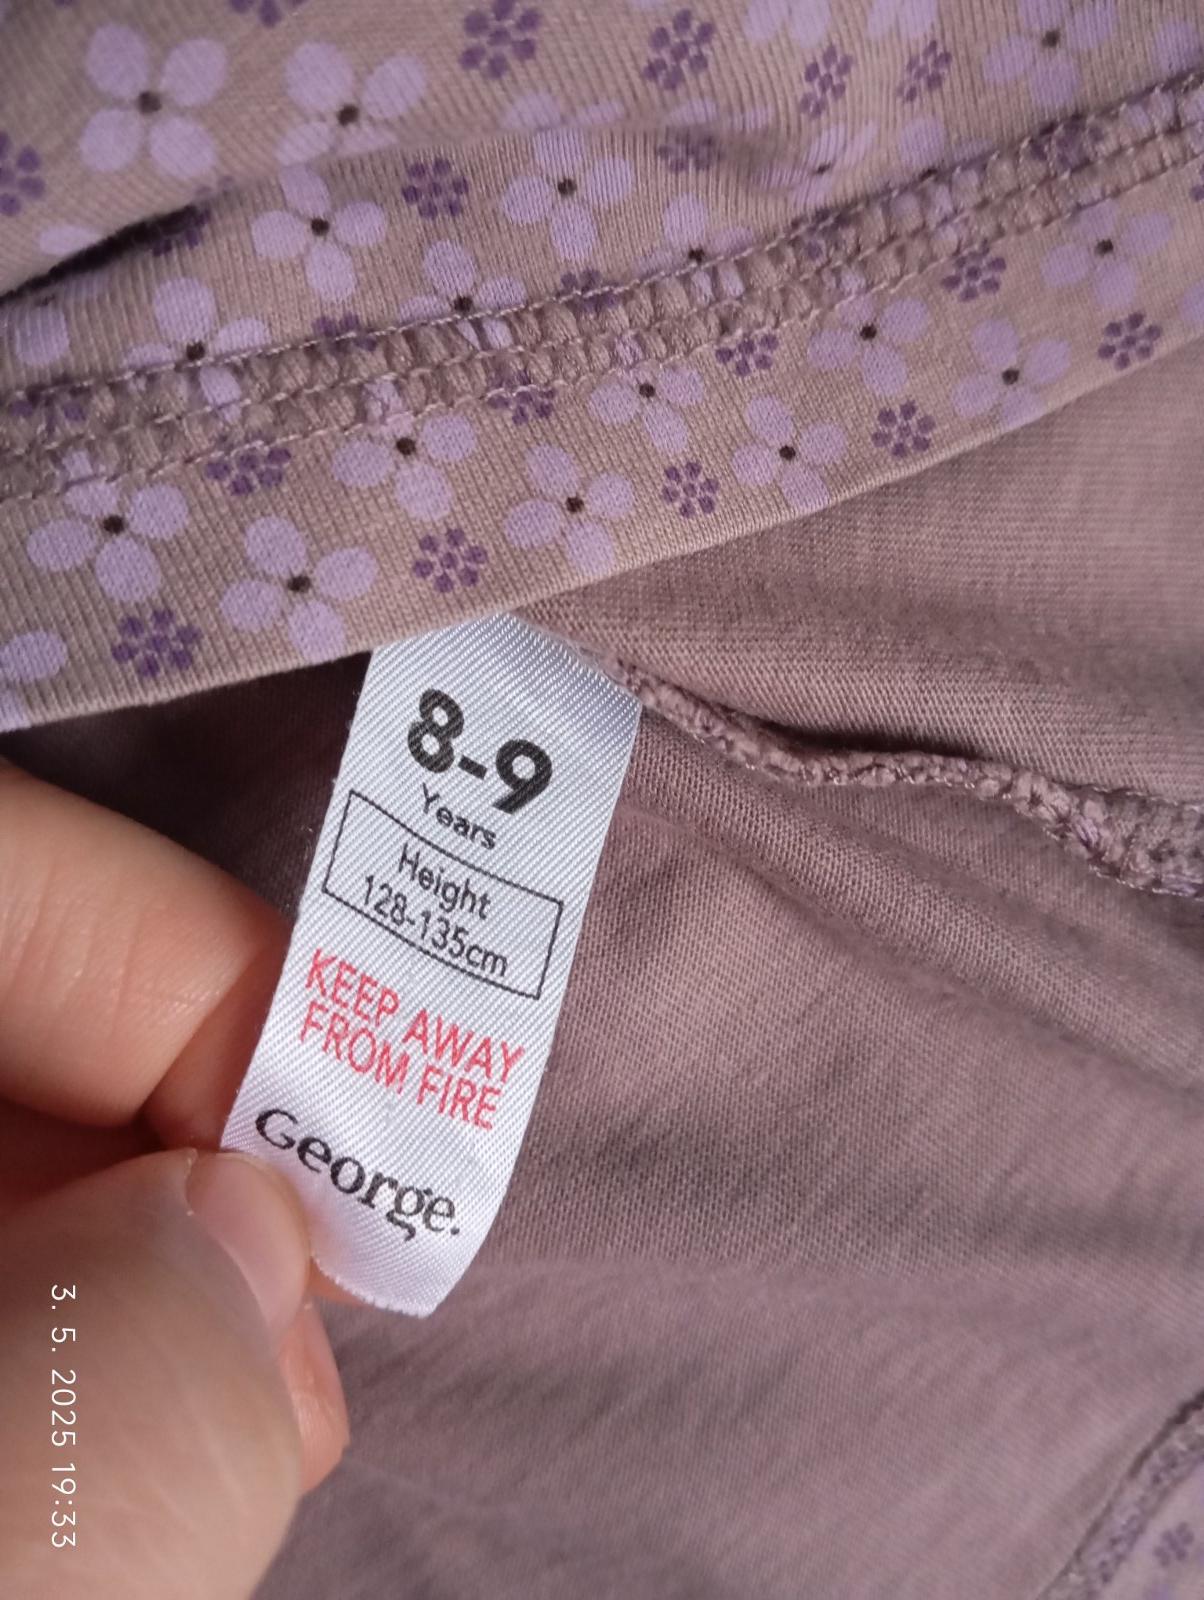 8-9
Years
Height
128-135cm
KEEP AWAY
FROM FIRE
George.
3. 5. 2025 19:33